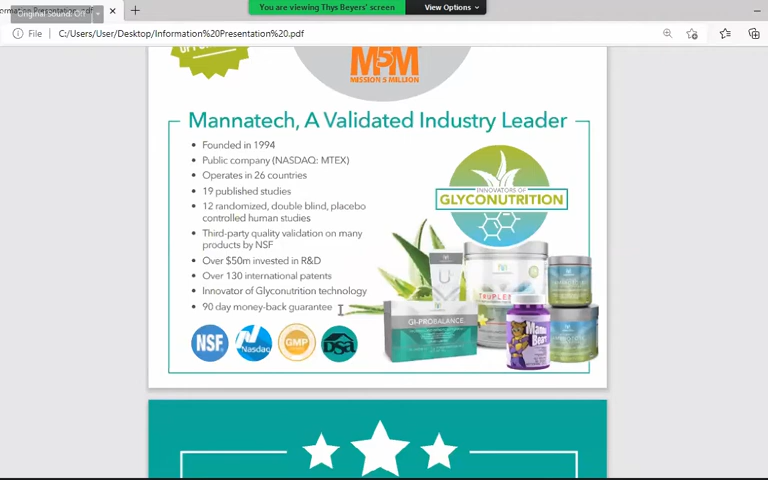 You are viewing Thys Beyers' screen
View Options
Original Sound: Off
File
C:/Users/User/Desktop/Information%20Presentation%20.pdf
M5M
MISSION 5 MILLION
Mannatech, A Validated Industry Leader
• Founded in 1994
• Public company (NASDAQ: MTEX)
• Operates in 26 countries
• 19 published studies
• 12 randomized, double blind, placebo
controlled human studies
• Third-party quality validation on many
products by NSF
• Over $50m invested in R&D
• Over 130 international patents
• Innovator of Glyconutrition technology
• 90 day money-back guarantee
INNOVATORS OF
GLYCONUTRITION
GI-PROBALANCE
Manna
Bears
NSF
Nasdaq
GMP
DSA